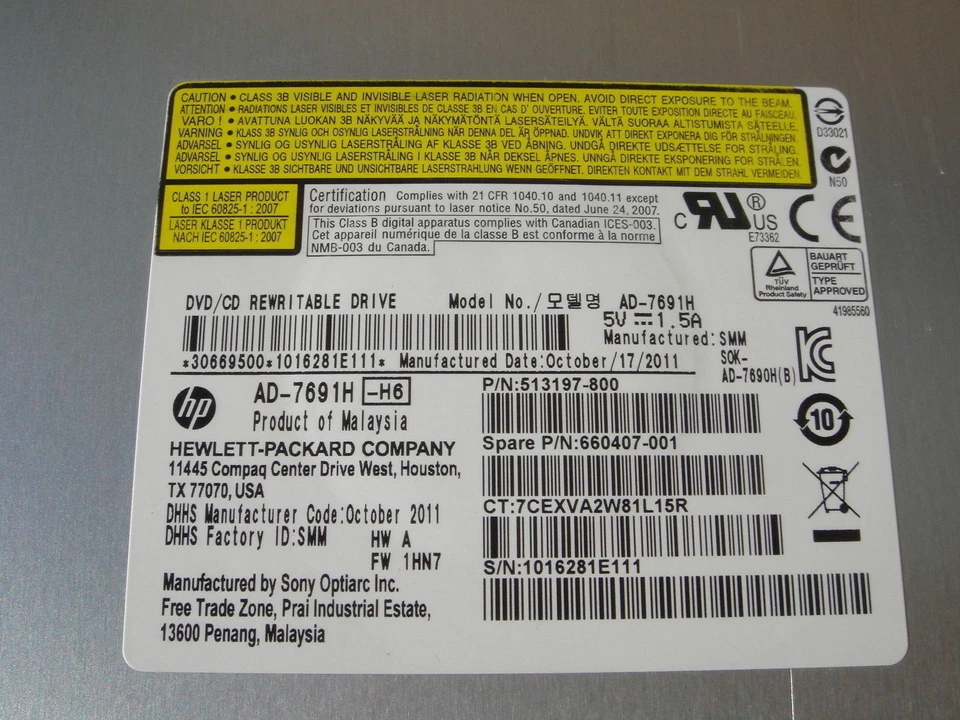 CAUTION • CLASS 3B VISIBLE AND INVISIBLE LASER RADIATION WHEN OPEN. AVOID DIRECT EXPOSURE TO THE BEAM.
ATTENTION • RADIATIONS LASER VISIBLES ET INVISIBLES DE CLASSE 3B EN CAS D' OUVERTURE. EVITER TOUTE EXPOSITION DIRECTE AU FAISCEAU.
VARO ! • AVATTUNA LUOKAN 3B NÄKYVÄÄ JA NÄKYMÄTÖNTÄ LASERSÄTEILYÄ. VÄLTÄ SUORAA ALTISTUMISTA SÄTEELLE.
VARNING • KLASS 3B SYNLIG OCH OSYNLIG LASERSTRÅLNING NÄR DENNA DEL ÄR ÖPPNAD. UNDVIK ATT DIREKT EXPONERA DIG FÖR STRÅLNINGEN.
ADVARSEL • SYNLIG OG USYNLIG LASERSTRÅLING AF KLASSE 3B VED ÅBNING. UNDGÅ DIREKTE UDSÆTTELSE FOR STRÅLING.
ADVARSEL • SYNLIG OG USYNLIG LASERSTRÅLING I KLASSE 3B NÅR DEKSEL ÅPNES. UNNGÅ DIREKTE EKSPONERING FOR STRÅLEN.
VORSICHT • KLASSE 3B SICHTBARE UND UNSICHTBARE LASERSTRAHLUNG WENN GEÖFFNET. DIREKTEN KONTAKT MIT DEM STRAHL VERMEIDEN.
D33021
N50
CLASS 1 LASER PRODUCT
to IEC 60825-1 : 2007
LASER KLASSE 1 PRODUKT
NACH IEC 60825-1 : 2007
Certification Complies with 21 CFR 1040.10 and 1040.11 except
for deviations pursuant to laser notice No.50, dated June 24, 2007.
This Class B digital apparatus complies with Canadian ICES-003.
Cet appareil numérique de la classe B est conforme à la norme
NMB-003 du Canada.
C RU ® US
E73362
CE
TÜV
Rheinland
Product Safety
BAUART
GEPRÜFT
TYPE
APPROVED
41985560
DVD/CD REWRITABLE DRIVE Model No./모델명 AD-7691H
5V 1.5A
Manufactured:SMM
*30669500*1016281E111* Manufactured Date:October/17/2011
SOK-
AD-7690H(B)
hp
AD-7691H -H6
Product of Malaysia
HEWLETT-PACKARD COMPANY
11445 Compaq Center Drive West, Houston,
TX 77070, USA
DHHS Manufacturer Code:October 2011
DHHS Factory ID:SMM HW A
FW 1HN7
Manufactured by Sony Optiarc Inc.
Free Trade Zone, Prai Industrial Estate,
13600 Penang, Malaysia
P/N:513197-800
Spare P/N:660407-001
CT:7CEXVA2W81L15R
S/N:1016281E111
10